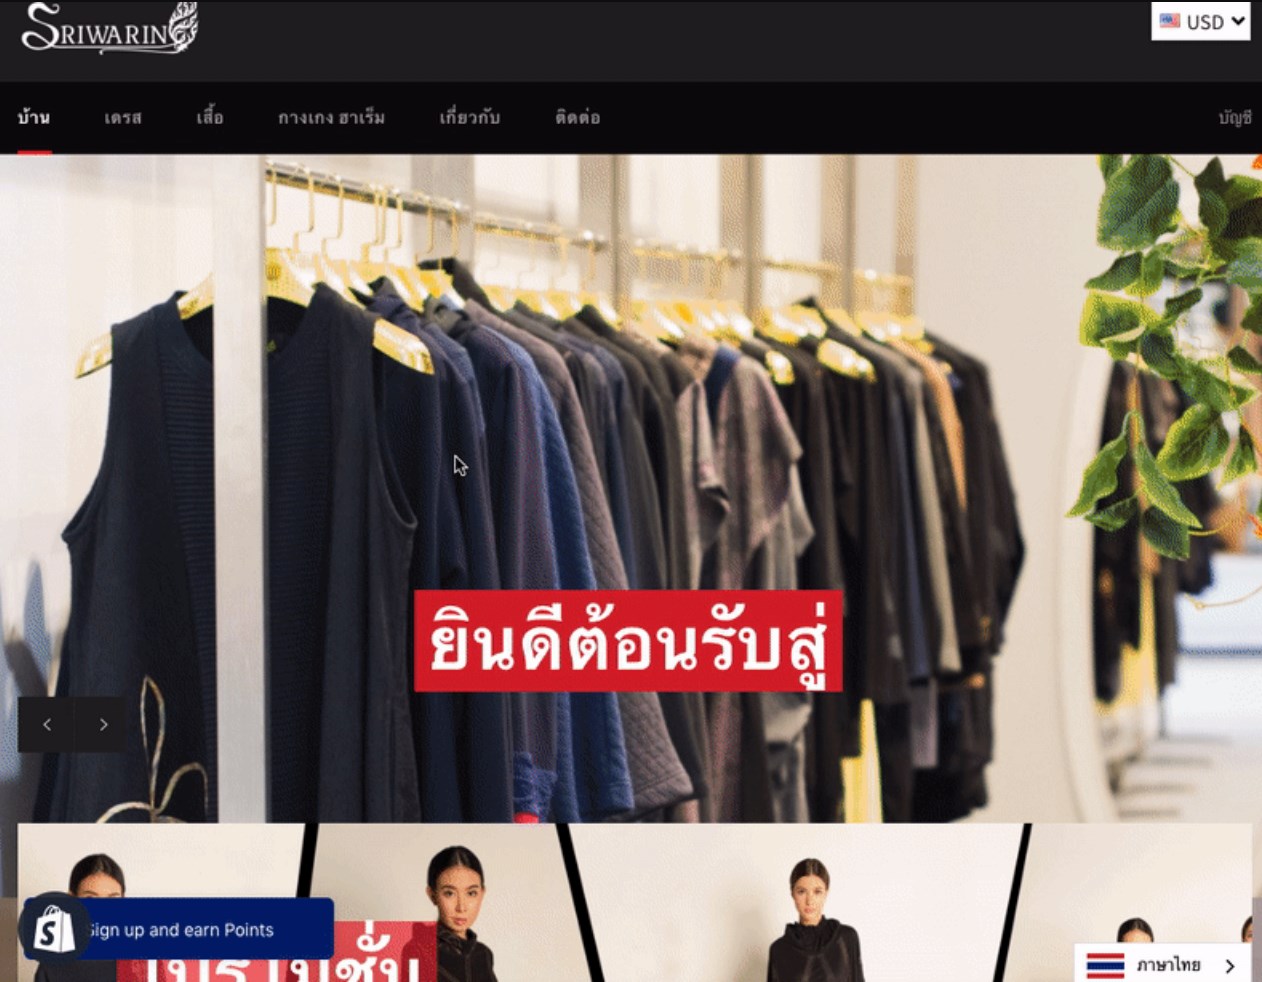 SRIWARING
USD
บ้าน
เดรส
เสื้อ
กางเกง ฮาเร็ม
เกี่ยวกับ
ติดต่อ
บัญชี
ยินดีต้อนรับสู่
Sign up and earn Points
ภาษาไทย